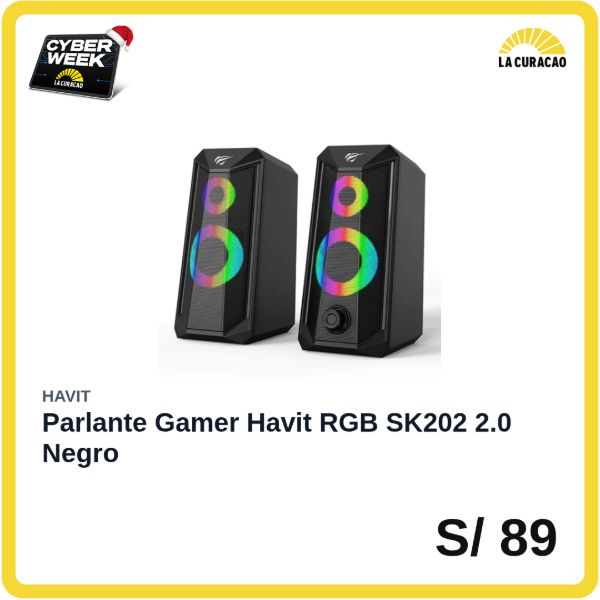 CYBER
WEEK
LA CURACAO
LA CURACAO
HAVIT
Parlante Gamer Havit RGB SK202 2.0
Negro
S/ 89